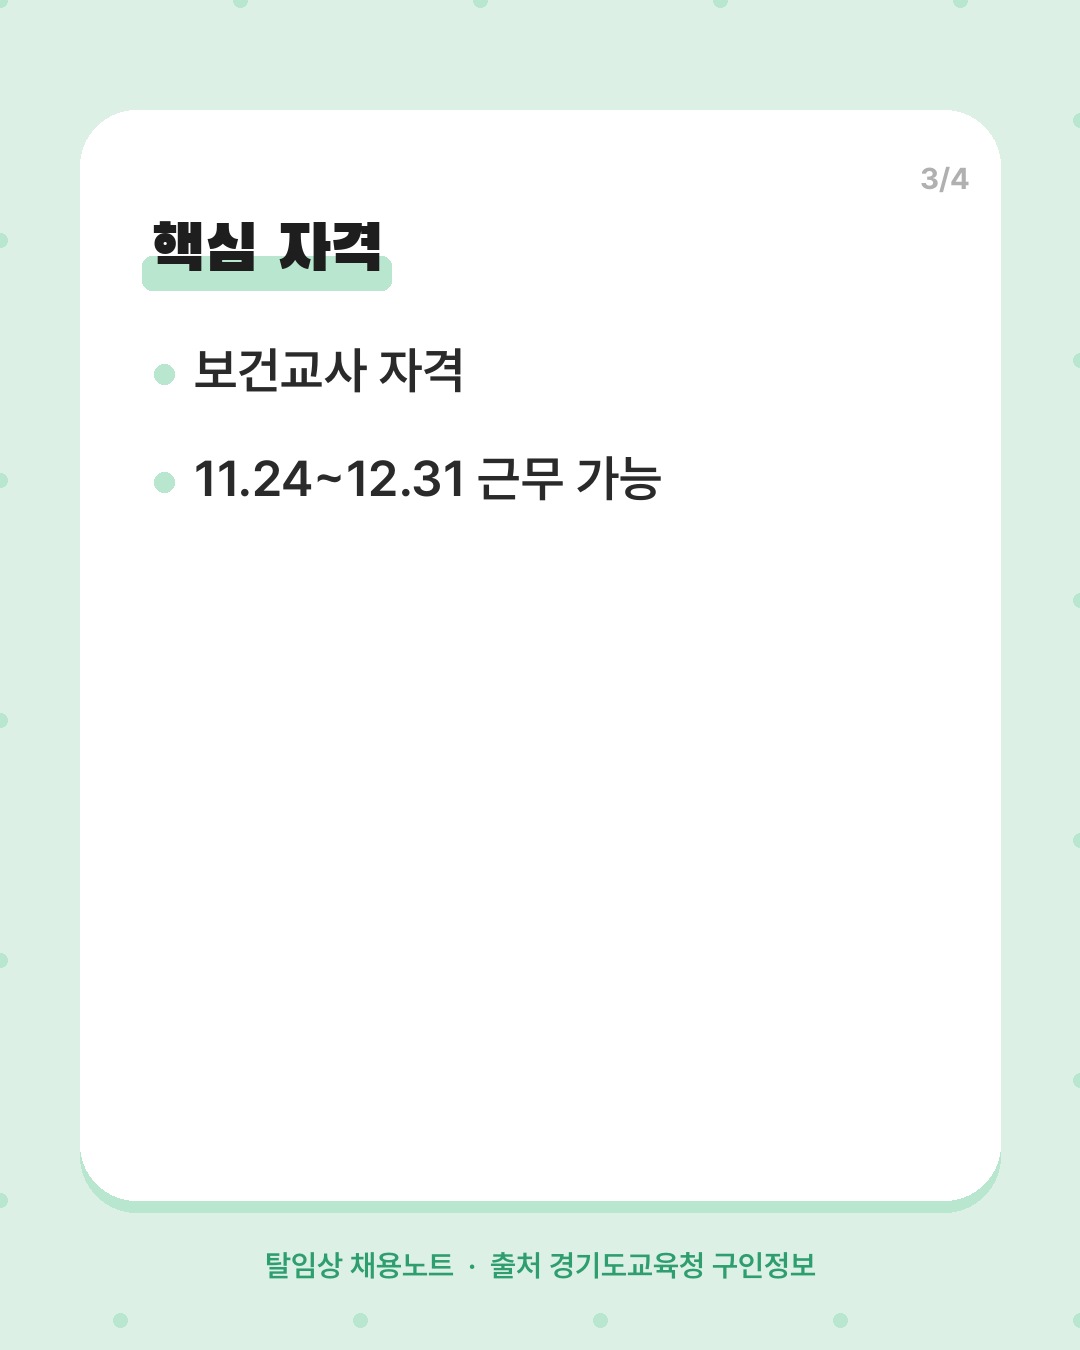 3/4
핵심 자격
보건교사 자격
11.24~12.31 근무 가능
탈임상 채용노트 · 출처 경기도교육청 구인정보